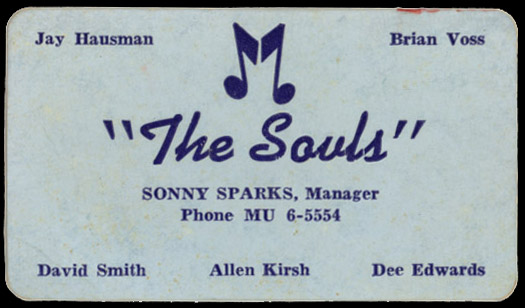 Jay Hausman Brian Voss
"The Souls"
SONNY SPARKS, Manager
Phone MU 6-5554
David Smith Allen Kirsh Dee Edwards